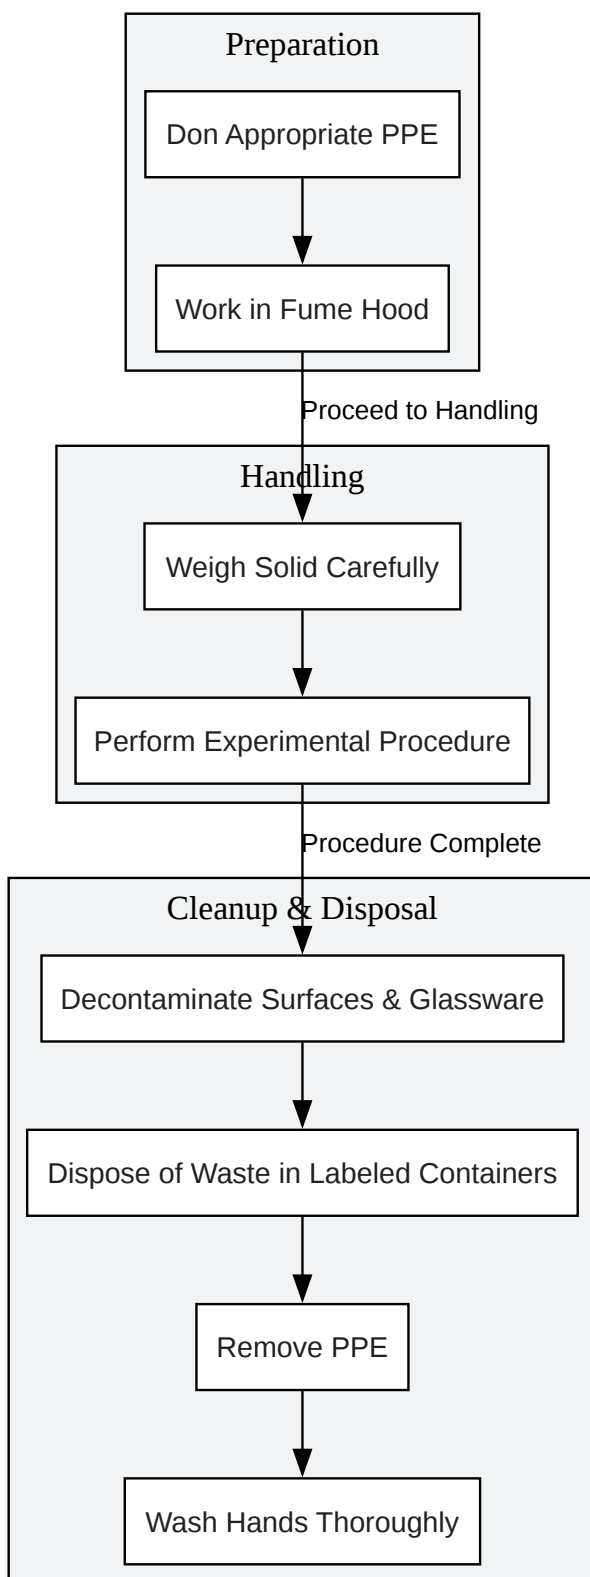 Preparation
Don Appropriate PPE
Work in Fume Hood
Proceed to Handling
Handling
Weigh Solid Carefully
Perform Experimental Procedure
Procedure Complete
Cleanup & Disposal
Decontaminate Surfaces & Glassware
Dispose of Waste in Labeled Containers
Remove PPE
Wash Hands Thoroughly